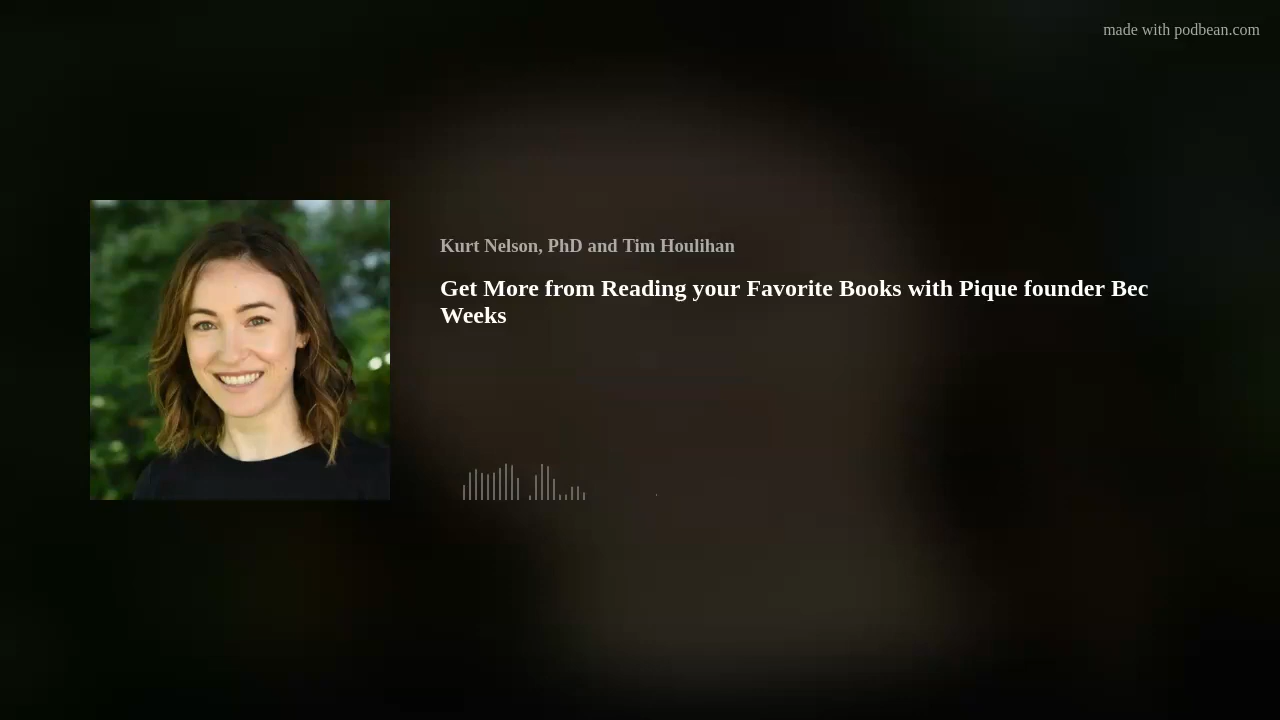 made with podbean.com
Kurt Nelson, PhD and Tim Houlihan
Get More from Reading your Favorite Books with Pique founder Bec
Weeks